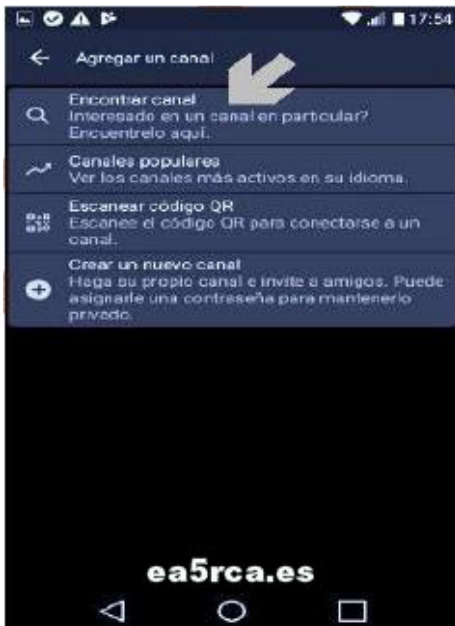 17:54
Agregar un canal
Encontrar canal
Interesado en un canal en particular?
Encuentrelo aquí.
Canales populares
Ver los canales más activos en su idioma.
Escanear código QR
Escanee el código QR para conectarse a un
canal.
Crear un nuevo canal
Haga su propio canal e invite a amigos. Puede
asignarle una contraseña para mantenerlo
privado.
ea5rca.es